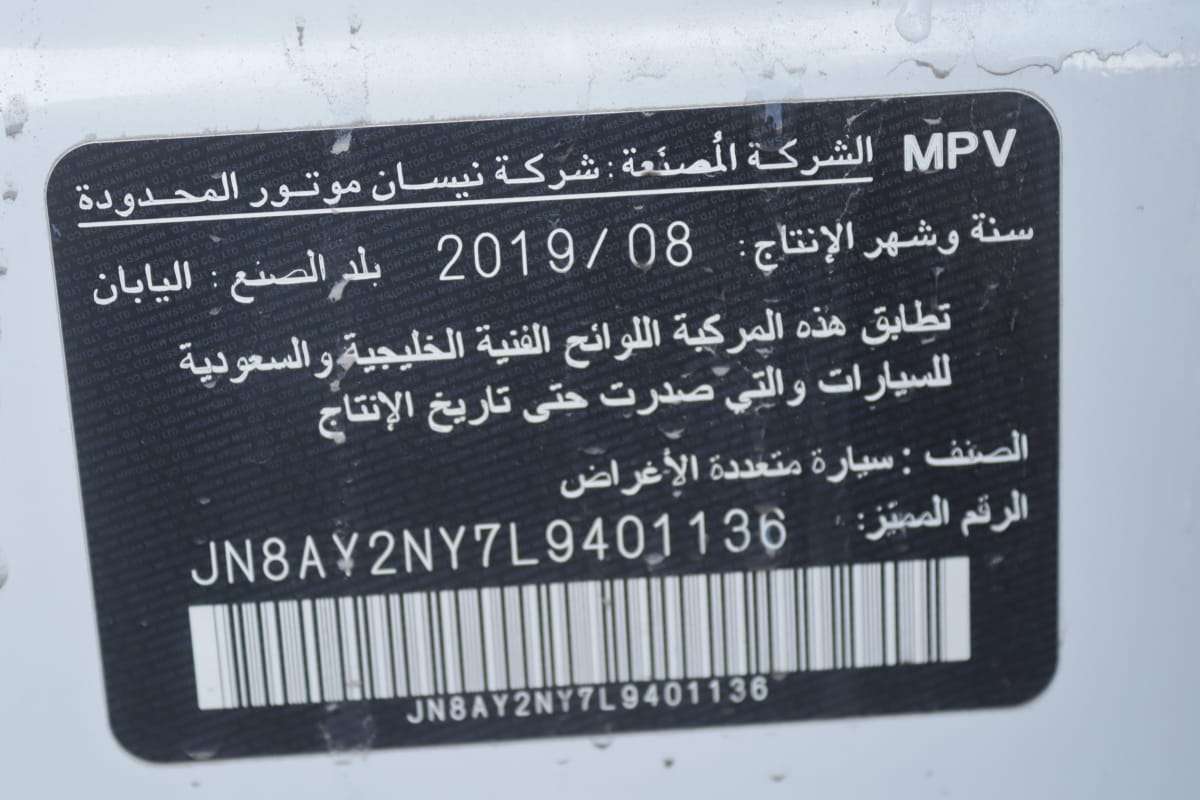 MPV الشركة المُصنَعة : شركة نيسان موتور المحدودة
سنة وشهر الإنتاج: 2019/08 بلد الصنع : اليابان
تطابق هذه المركبة اللوائح الفنية الخليجية والسعودية
للسيارات والتي صدرت حتى تاريخ الإنتاج
الصنف : سيارة متعددة الأغراض
الرقم المميّز: JN8AY2NY7L9401136
JN8AY2NY7L9401136